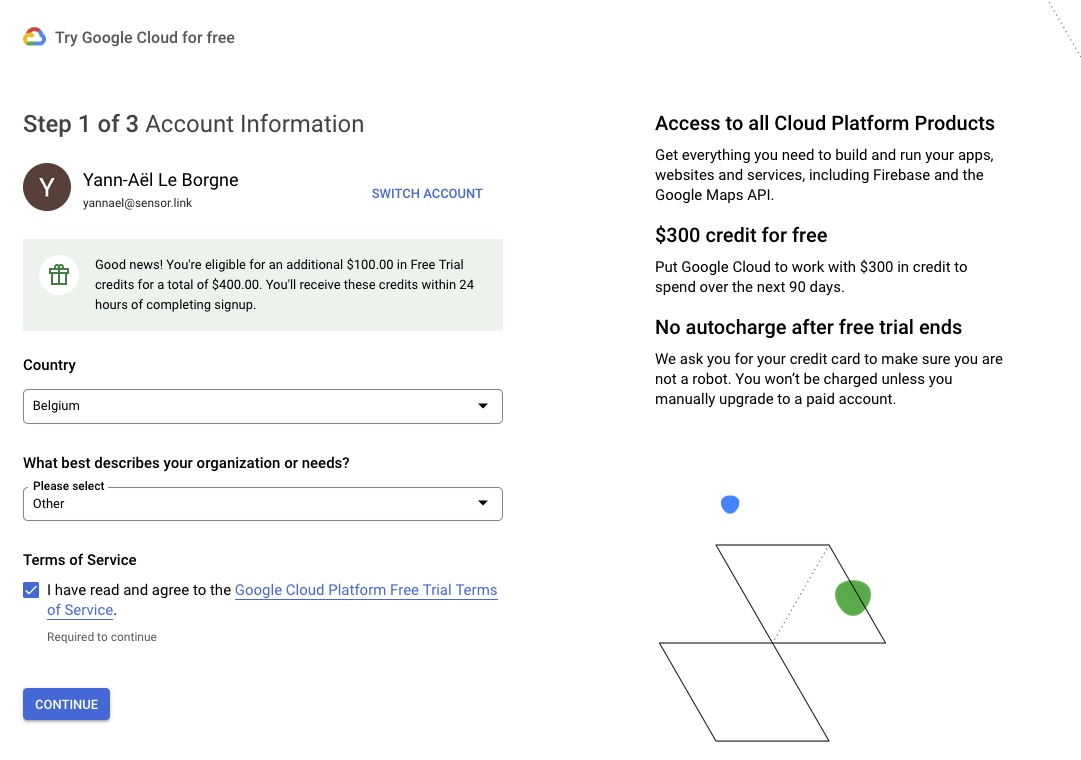 Try Google Cloud for free
Step 1 of 3 Account Information
Y
Yann-Aël Le Borgne
yannael@sensor.link
SWITCH ACCOUNT
Good news! You're eligible for an additional $100.00 in Free Trial
credits for a total of $400.00. You'll receive these credits within 24
hours of completing signup.
Country
Belgium
What best describes your organization or needs?
Please select
Other
Terms of Service
I have read and agree to the Google Cloud Platform Free Trial Terms
of Service.
Required to continue
CONTINUE
Access to all Cloud Platform Products
Get everything you need to build and run your apps,
websites and services, including Firebase and the
Google Maps API.
$300 credit for free
Put Google Cloud to work with $300 in credit to
spend over the next 90 days.
No autocharge after free trial ends
We ask you for your credit card to make sure you are
not a robot. You won’t be charged unless you
manually upgrade to a paid account.